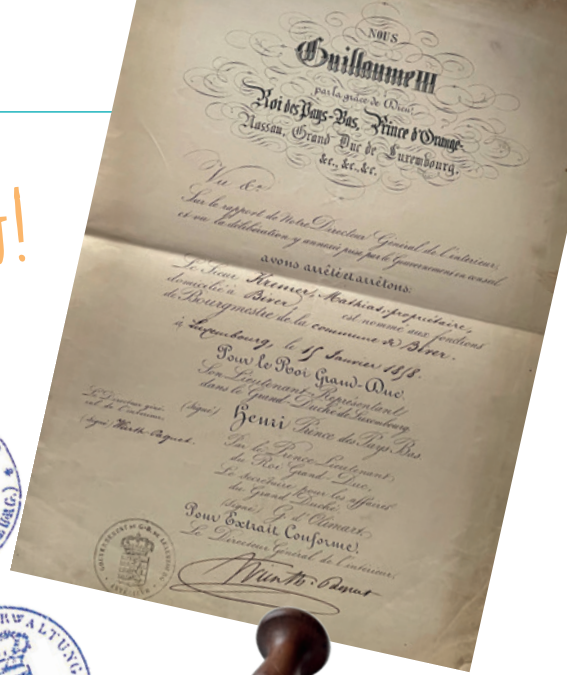 NOUS
Guillaume III
par la grâce de Dieu
Roi des Pays-Bas, Prince d'Orange-
Nassau, Grand Duc de Luxembourg.
&c., &c., &c.
Vu &c
Sur le rapport de Notre Directeur Général de l'intérieur;
et vu la délibération y annexée prise par le Gouvernement en conseil
avons arrêté et arrêtons:
Le Sieur Kremer, Mathias, propriétaire,
domicilié à Biver est nommé aux fonctions
de Bourgmestre de la commune de Biver.
à Luxembourg, le 15 Janvier 1858.
Pour le Roi Grand-Duc.
Son Lieutenant Représentant
dans le Grand-Duché de Luxembourg
(signé) Henri Prince des Pays-Bas
Par le Prince Lieutenant
du Roi Grand-Duc,
Le secrétaire pour les affaires
du Grand Duché
(signé) G. d'Olimart
Le Directeur géné-
ral de l'intérieur
(signé) Wurth-Paquet.
Pour Extrait Conforme.
Le Directeur Général de l'intérieur;
Wurth-Paquet